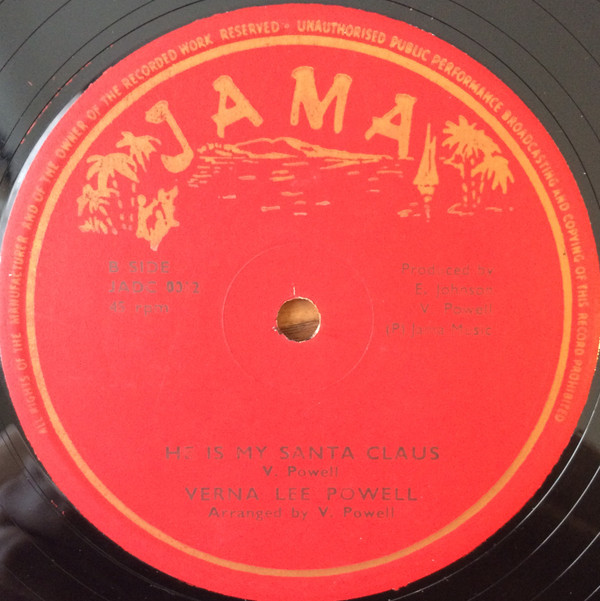 ALL RIGHTS OF THE MANUFACTURER AND OF THE OWNER OF THE RECORDED WORK RESERVED · UNAUTHORISED PUBLIC PERFORMANCE BROADCASTING AND COPYING OF THIS RECORD PROHIBITED
JAMA
B SIDE
45 rpm
Produced by
E. Johnson
V. Powell
HE IS MY SANTA CLAUS
V. Powell
VERNA LEE POWELL
Arranged by V. Powell